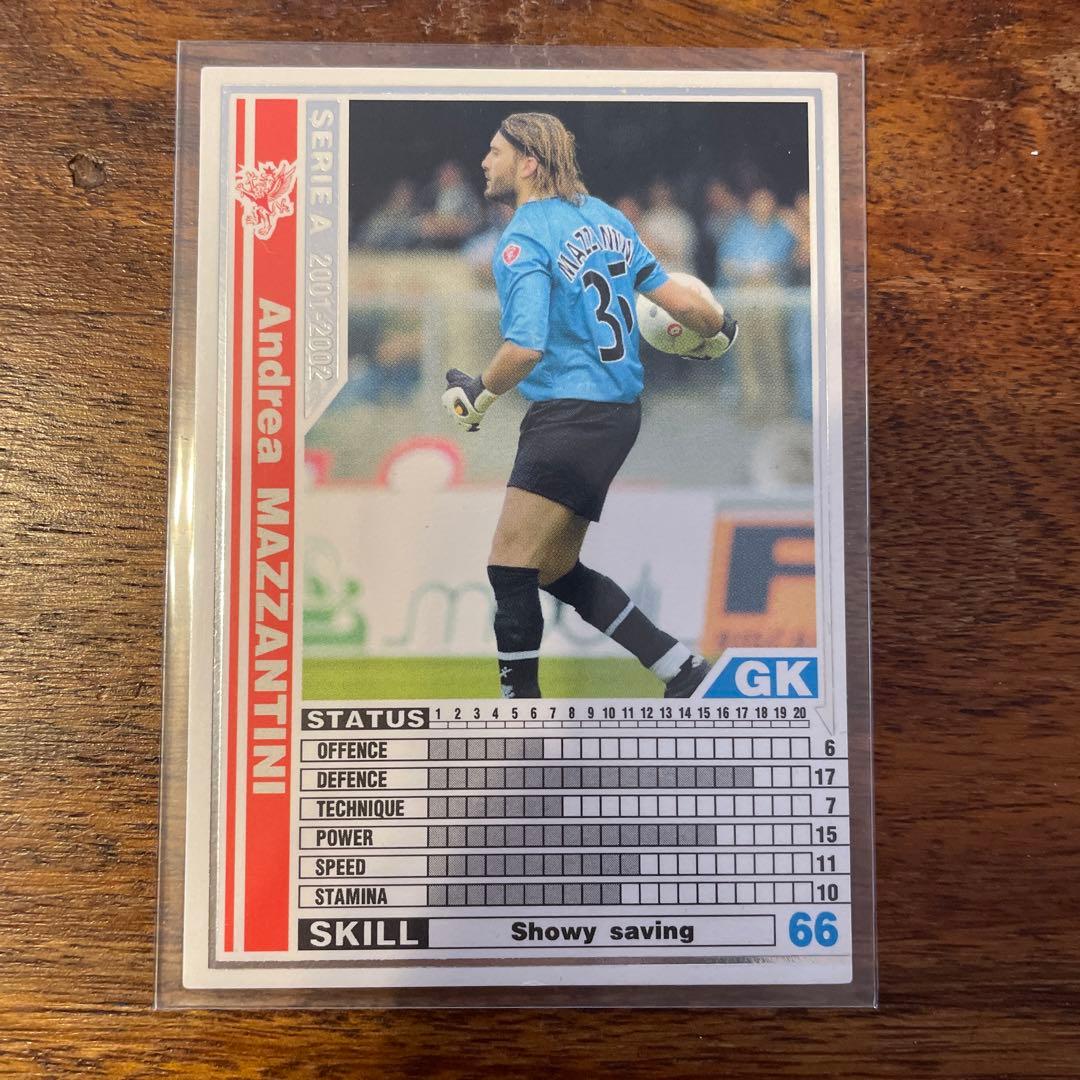 SERIE A 2001-2002
Andrea MAZZANTINI
35
GK
STATUS 1 2 3 4 5 6 7 8 9 10 11 12 13 14 15 16 17 18 19 20
OFFENCE 6
DEFENCE 17
TECHNIQUE 7
POWER 15
SPEED 11
STAMINA 10
SKILL Showy saving 66